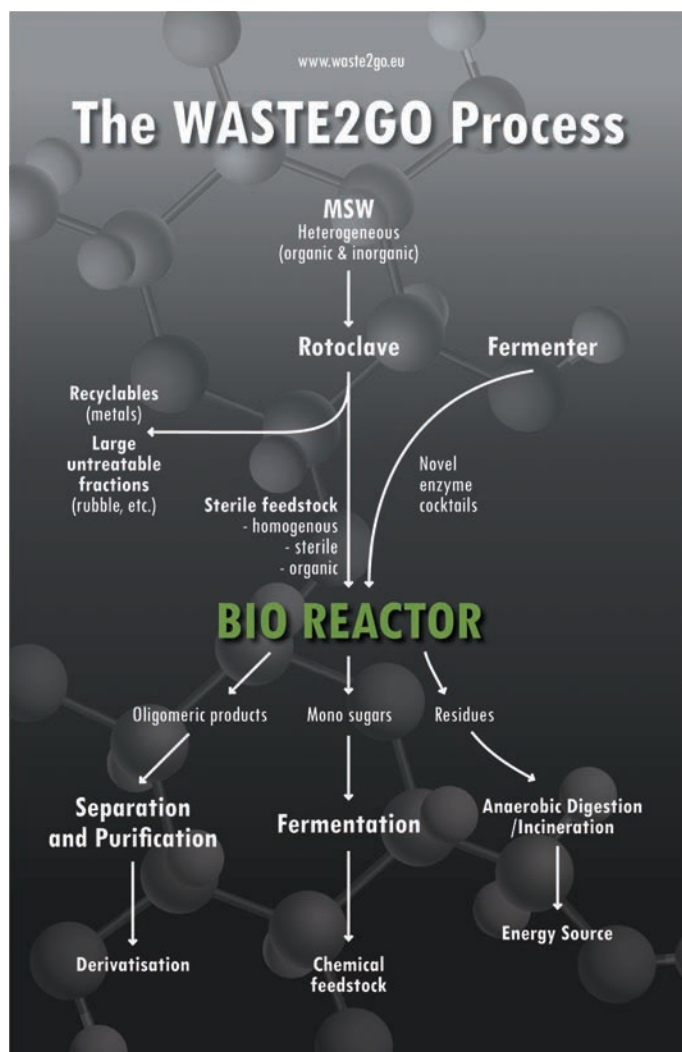 www.waste2go.eu
The WASTE2GO Process
MSW
Heterogeneous
(organic & inorganic)
Rotoclave
Fermenter
Recyclables
(metals)
Large
untreatable
fractions
(rubble, etc.)
Novel
enzyme
cocktails
Sterile feedstock
- homogenous
- sterile
- organic
BIO REACTOR
Oligomeric products
Mono sugars
Residues
Separation
and Purification
Fermentation
Anaerobic Digestion
/Incineration
Derivatisation
Chemical
feedstock
Energy Source